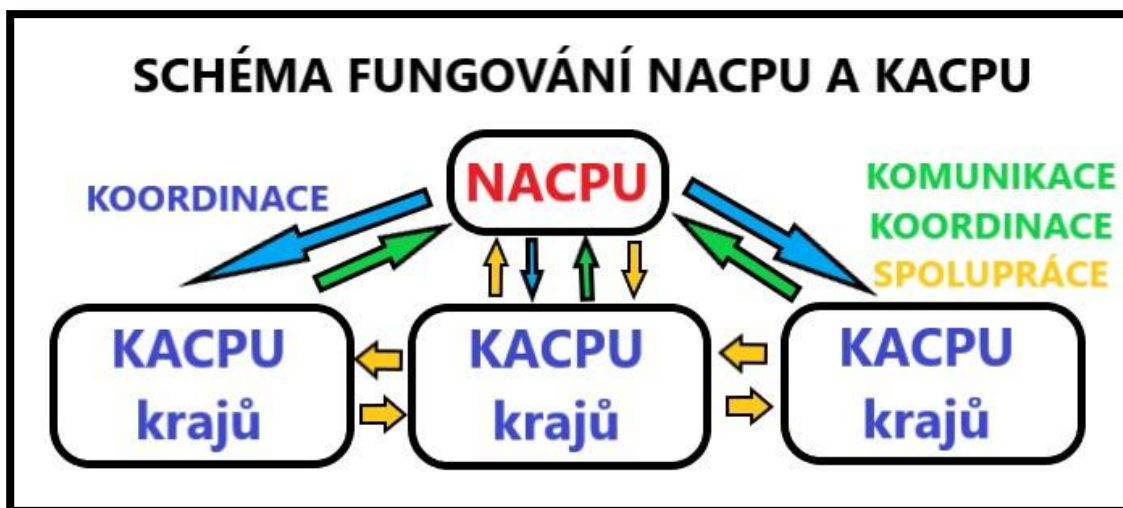 SCHÉMA FUNGOVÁNÍ NACPU A KACPU
NACPU
KOORDINACE
KOMUNIKACE
KOORDINACE
SPOLUPRÁCE
KACPU
krajů
KACPU
krajů
KACPU
krajů